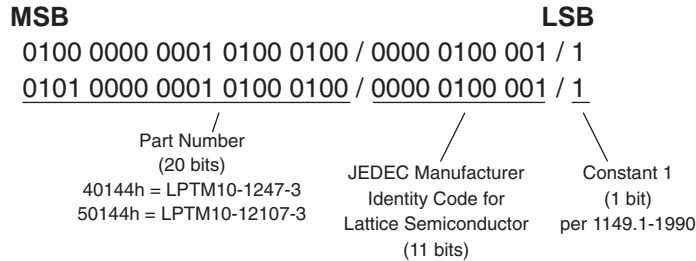 MSB LSB
0100 0000 0001 0100 0100 / 0000 0100 001 / 1
0101 0000 0001 0100 0100 / 0000 0100 001 / 1
Part Number
(20 bits)
40144h = LPTM10-1247-3
50144h = LPTM10-12107-3
JEDEC Manufacturer
Identity Code for
Lattice Semiconductor
(11 bits)
Constant 1
(1 bit)
per 1149.1-1990